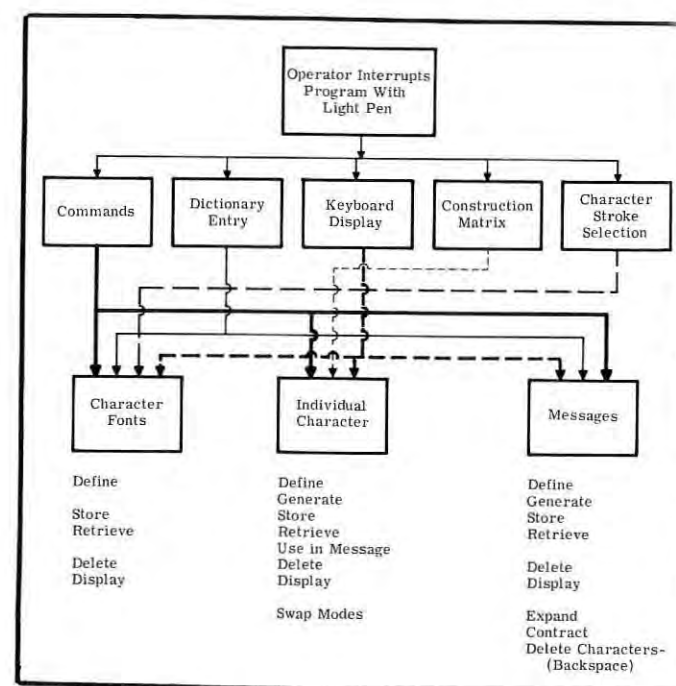 Operator Interrupts
Program With
Light Pen
Commands
Dictionary
Entry
Keyboard
Display
Construction
Matrix
Character
Stroke
Selection
Character
Fonts
Individual
Character
Messages
Define
Store
Retrieve
Delete
Display
Define
Generate
Store
Retrieve
Use in Message
Delete
Display
Swap Modes
Define
Generate
Store
Retrieve
Delete
Display
Expand
Contract
Delete Characters-
(Backspace)